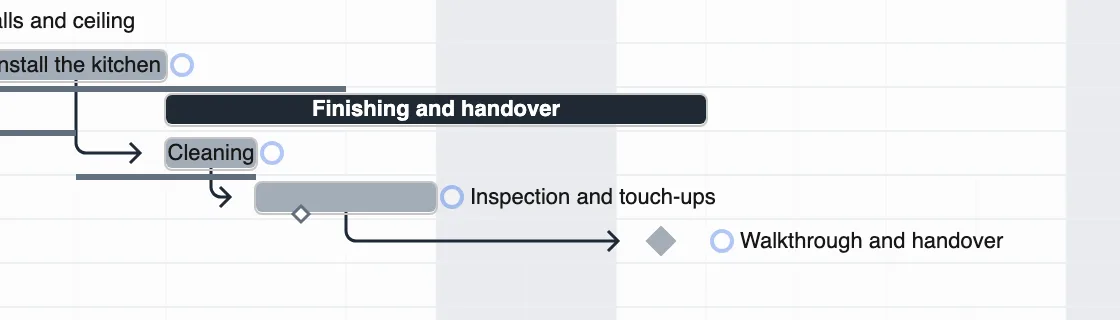 alls and ceiling
nstall the kitchen
Finishing and handover
Cleaning
Inspection and touch-ups
Walkthrough and handover